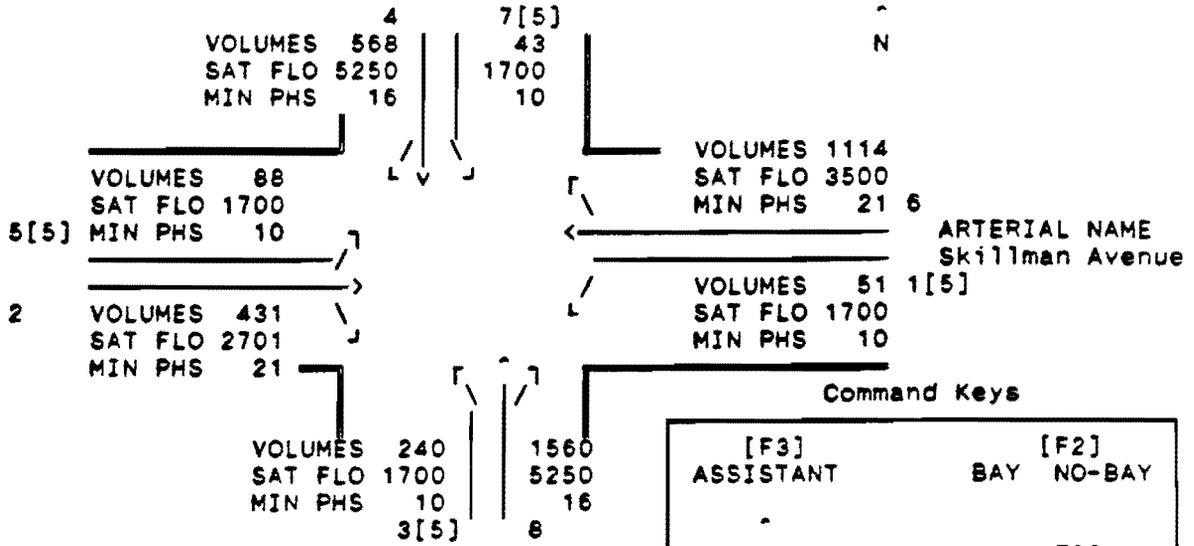 4 7[5] ^
VOLUMES 568 43 N
SAT FLO 5250 1700
MIN PHS 16 10
VOLUMES 1114
VOLUMES 88 SAT FLO 3500
SAT FLO 1700 MIN PHS 21 6
5[5] MIN PHS 10 ARTERIAL NAME
Skillman Avenue
VOLUMES 51 1[5]
2 VOLUMES 431 SAT FLO 1700
SAT FLO 2701 MIN PHS 10
MIN PHS 21
Command Keys
VOLUMES 240 1560 [F3] [F2]
SAT FLO 1700 5250 ASSISTANT BAY NO-BAY
MIN PHS 10 16
3[5] 8